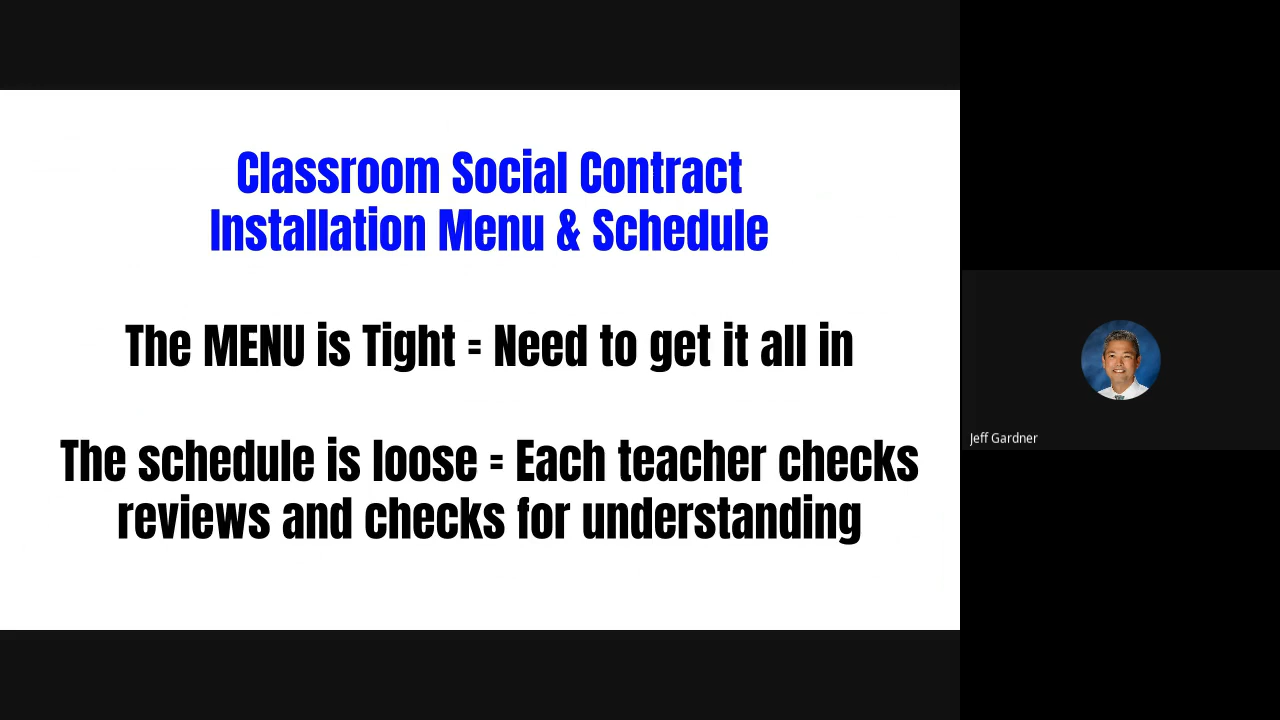 Classroom Social Contract
Installation Menu & Schedule
The MENU is Tight = Need to get it all in
The schedule is loose = Each teacher checks
reviews and checks for understanding
Jeff Gardner